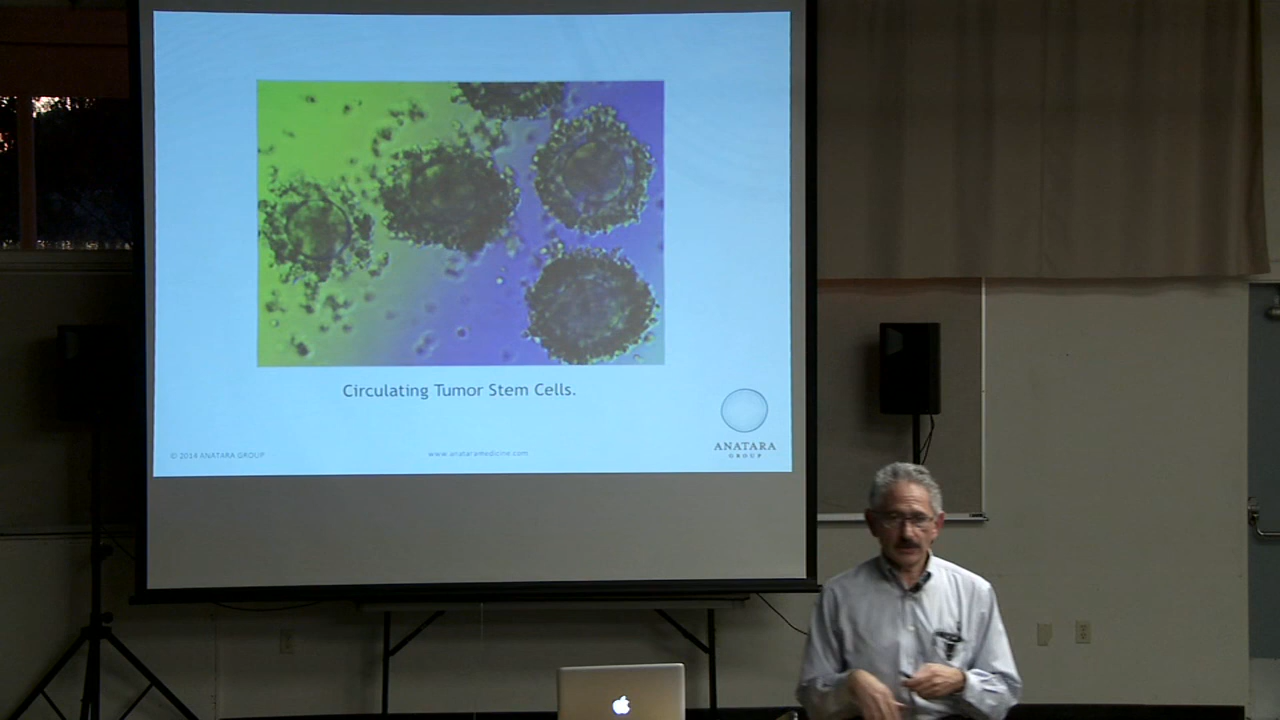 Circulating Tumor Stem Cells.
ANATARA
GROUP
© 2014 ANATARA GROUP
www.anataramedicine.com